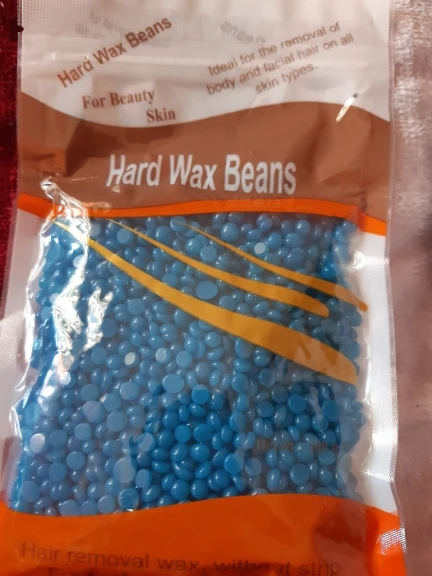 Hard Wax Beans
Ideal for the removal of
body and facial hair on all
skin types.
For Beauty
Skin
Hard Wax Beans
Hair removal wax, without strip